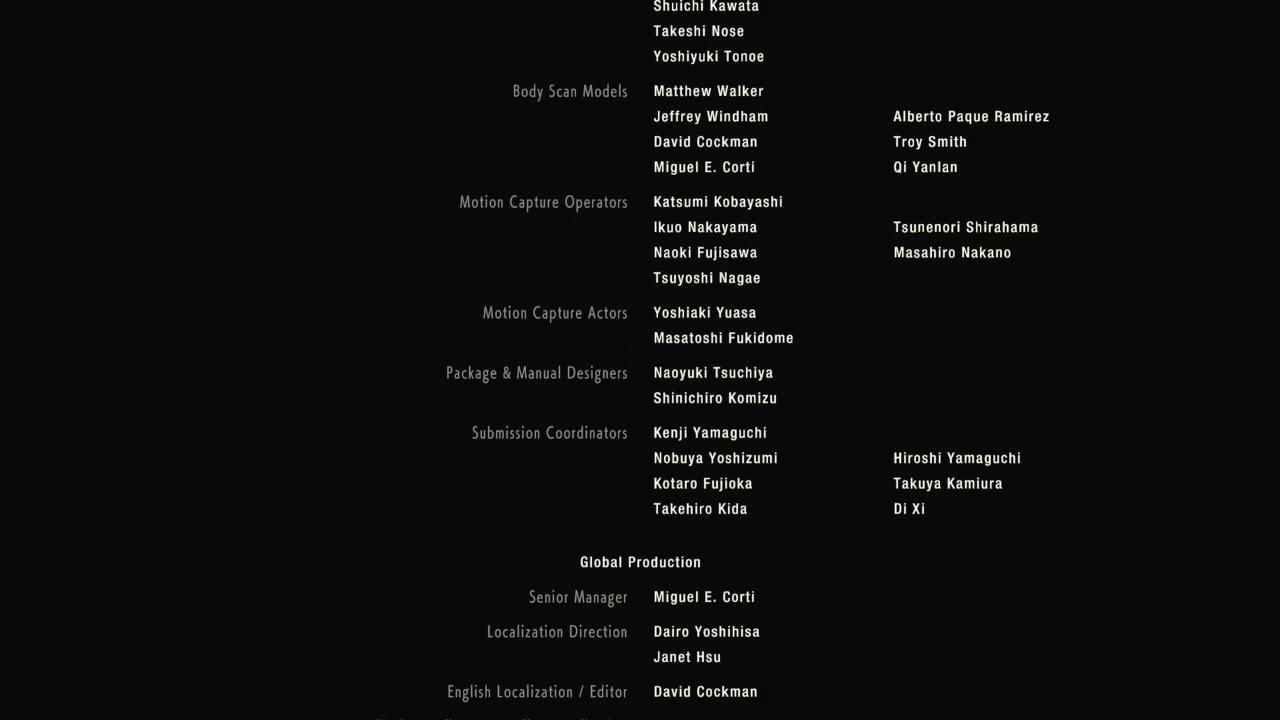 Shuichi Kawata
Takeshi Nose
Yoshiyuki Tonoe
Body Scan Models Matthew Walker
Jeffrey Windham Alberto Paque Ramirez
David Cockman Troy Smith
Miguel E. Corti Qi Yanlan
Motion Capture Operators Katsumi Kobayashi
Ikuo Nakayama Tsunenori Shirahama
Naoki Fujisawa Masahiro Nakano
Tsuyoshi Nagae
Motion Capture Actors Yoshiaki Yuasa
Masatoshi Fukidome
Package & Manual Designers Naoyuki Tsuchiya
Shinichiro Komizu
Submission Coordinators Kenji Yamaguchi
Nobuya Yoshizumi Hiroshi Yamaguchi
Kotaro Fujioka Takuya Kamiura
Takehiro Kida Di Xi
Global Production
Senior Manager Miguel E. Corti
Localization Direction Dairo Yoshihisa
Janet Hsu
English Localization / Editor David Cockman